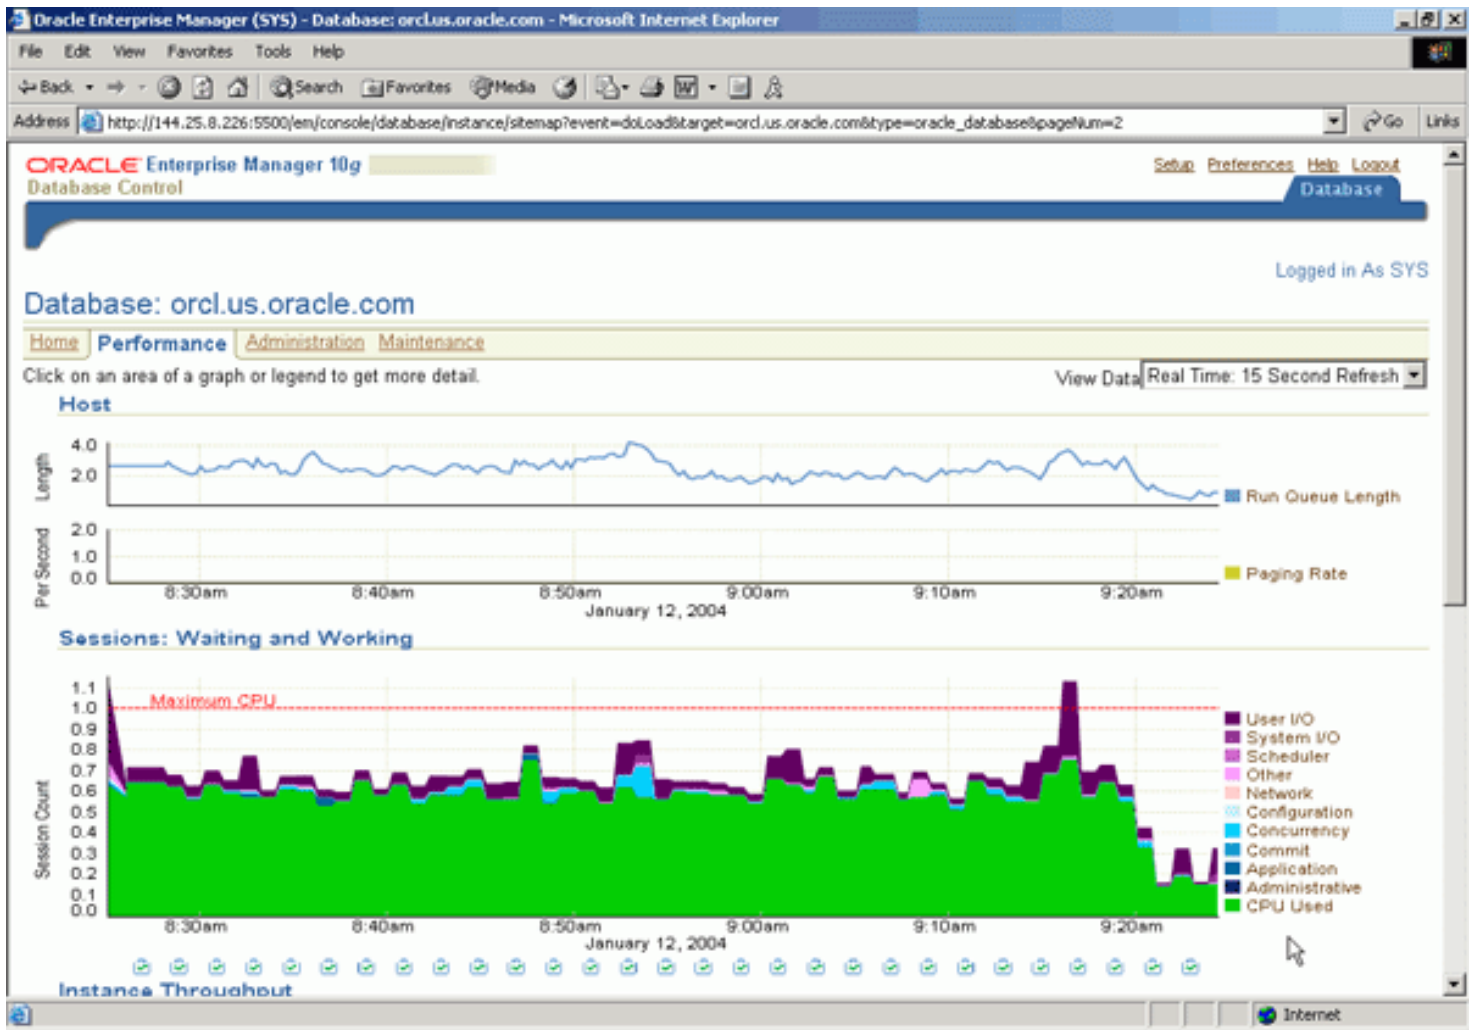 Oracle Enterprise Manager (SYS) - Database: orcl.us.oracle.com - Microsoft Internet Explorer
File Edit View Favorites Tools Help
Back Search Favorites Media
Address http://144.25.8.226:5500/em/console/database/instance/sitemap?event=doLoad&target=orcl.us.oracle.com&type=oracle_database&pageNum=2 Go Links
ORACLE Enterprise Manager 10g
Setup Preferences Help Logout
Database Control
Database
Logged in As SYS
Database: orcl.us.oracle.com
Home Performance Administration Maintenance
Click on an area of a graph or legend to get more detail.
View Data Real Time: 15 Second Refresh
Host
4.0
2.0
Length
Run Queue Length
2.0
1.0
0.0
Per Second
Paging Rate
8:30am 8:40am 8:50am 9:00am 9:10am 9:20am
January 12, 2004
Sessions: Waiting and Working
1.1
1.0
0.9
0.8
0.7
0.6
0.5
0.4
0.3
0.2
0.1
0.0
Session Count
Maximum CPU
User I/O
System I/O
Scheduler
Other
Network
Configuration
Concurrency
Commit
Application
Administrative
CPU Used
8:30am 8:40am 8:50am 9:00am 9:10am 9:20am
January 12, 2004
Instance Throughput
Internet